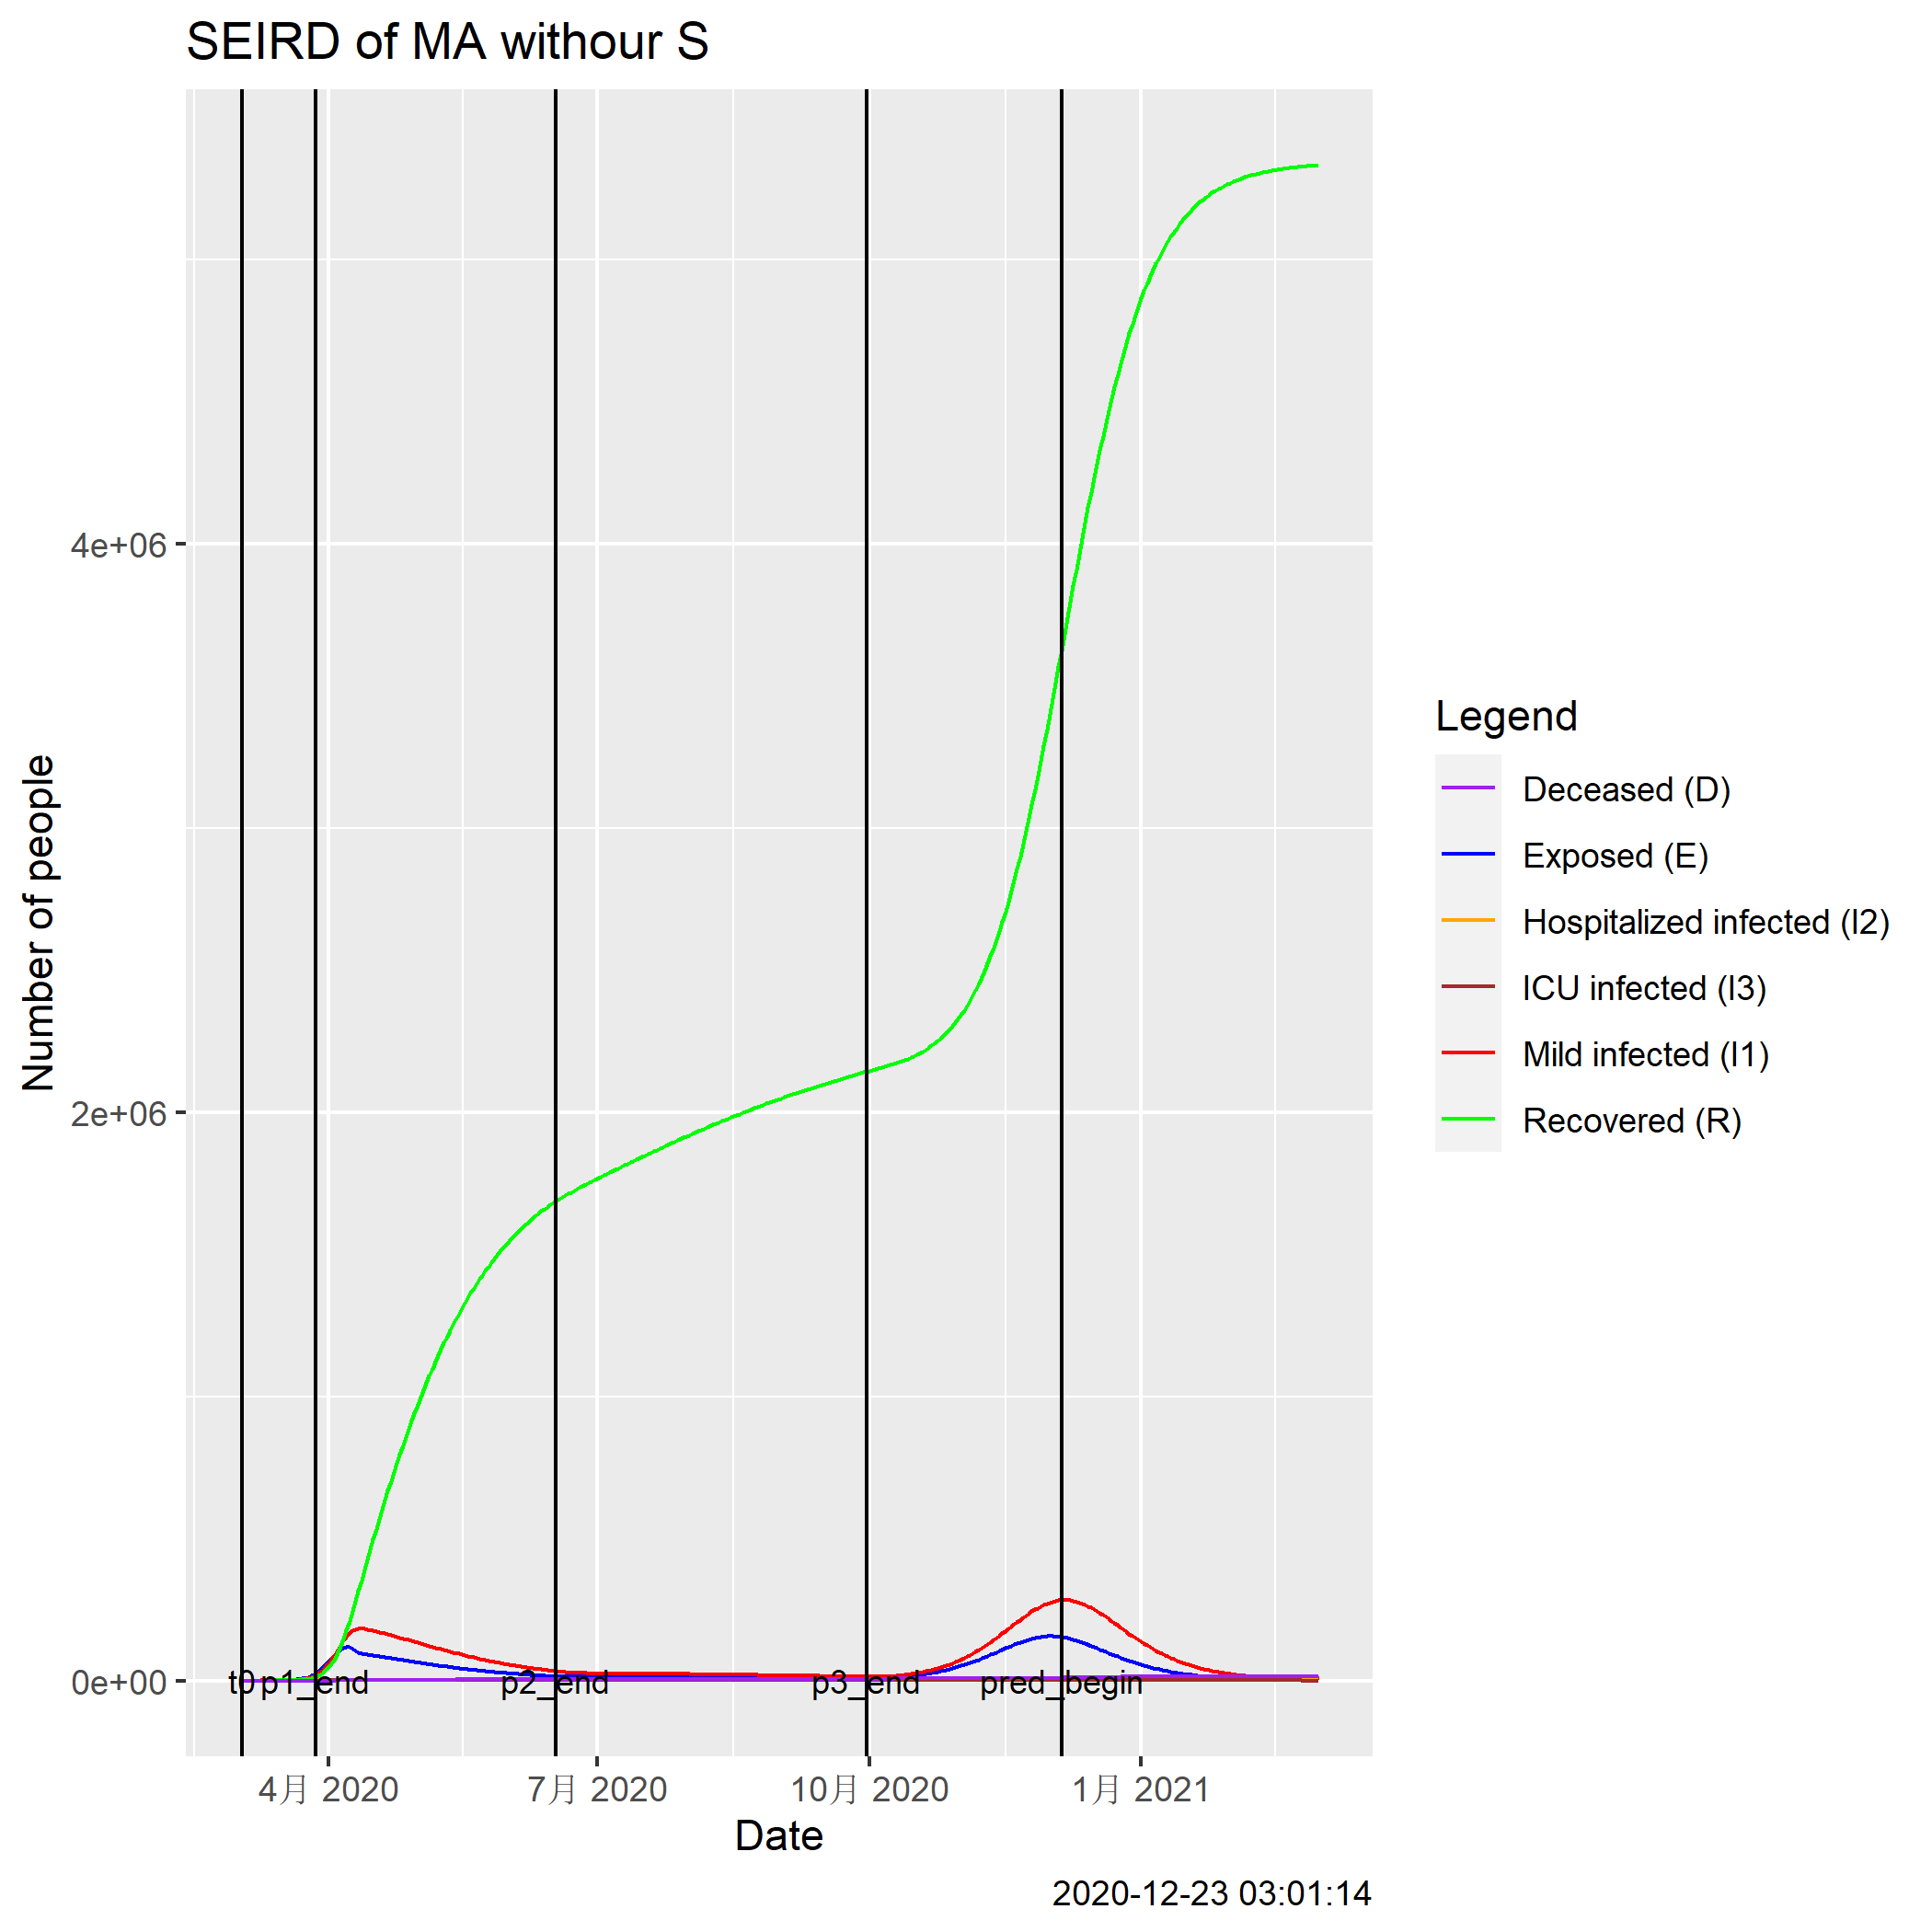 SEIRD of MA withour S
Number of people
4e+06
2e+06
0e+00
t0 p1_end p2_end p3_end pred_begin
4月 2020 7月 2020 10月 2020 1月 2021
Date
2020-12-23 03:01:14
Legend
Deceased (D)
Exposed (E)
Hospitalized infected (I2)
ICU infected (I3)
Mild infected (I1)
Recovered (R)